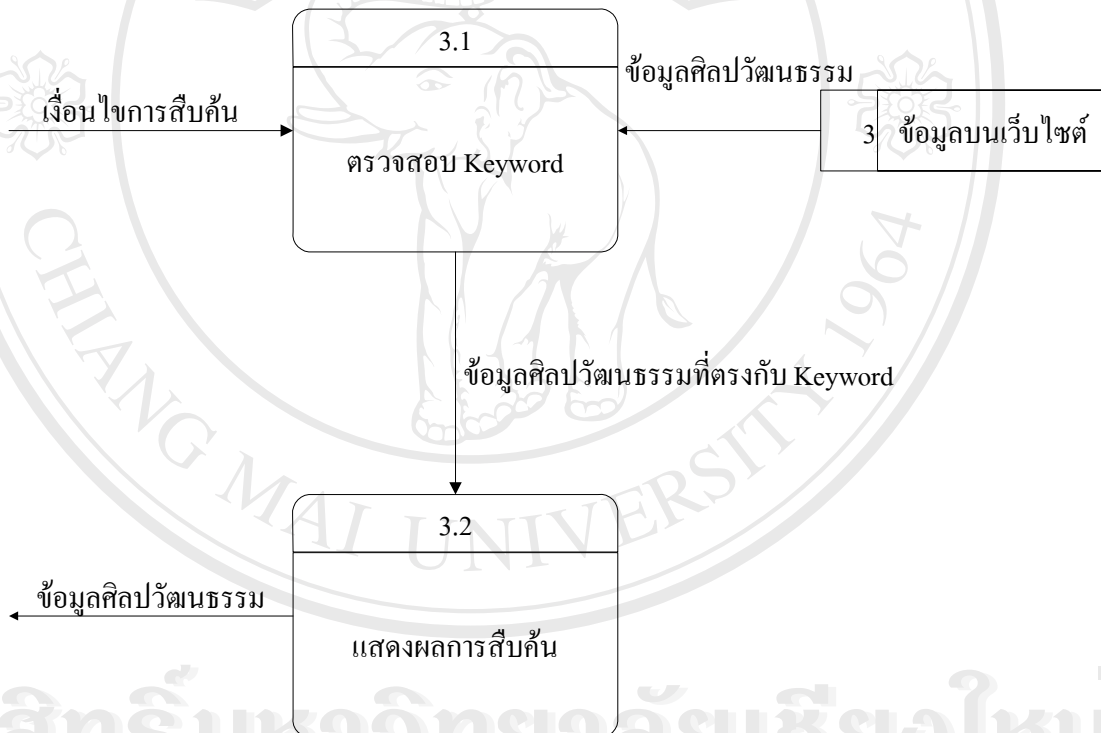 3.1
ข้อมูลศิลปวัฒนธรรม
เงื่อนไขการสืบค้น
3 ข้อมูลบนเว็บไซต์
ตรวจสอบ Keyword
ข้อมูลศิลปวัฒนธรรมที่ตรงกับ Keyword
CHIANG MAI UNIVERSITY 1964
3.2
ข้อมูลศิลปวัฒนธรรม
แสดงผลการสืบค้น